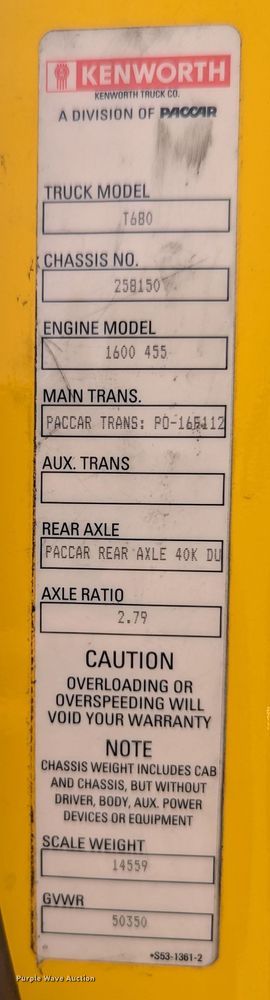 KENWORTH
KENWORTH TRUCK CO.
A DIVISION OF PACCAR
TRUCK MODEL
T680
CHASSIS NO.
258150
ENGINE MODEL
1600 455
MAIN TRANS.
PACCAR TRANS: PO-16F112
AUX. TRANS
REAR AXLE
PACCAR REAR AXLE 40K DU
AXLE RATIO
2.79
CAUTION
OVERLOADING OR
OVERSPEEDING WILL
VOID YOUR WARRANTY
NOTE
CHASSIS WEIGHT INCLUDES CAB
AND CHASSIS, BUT WITHOUT
DRIVER, BODY, AUX. POWER
DEVICES OR EQUIPMENT
SCALE WEIGHT
14559
GVWR
50350
*S53-1361-2
Purple Wave Auction